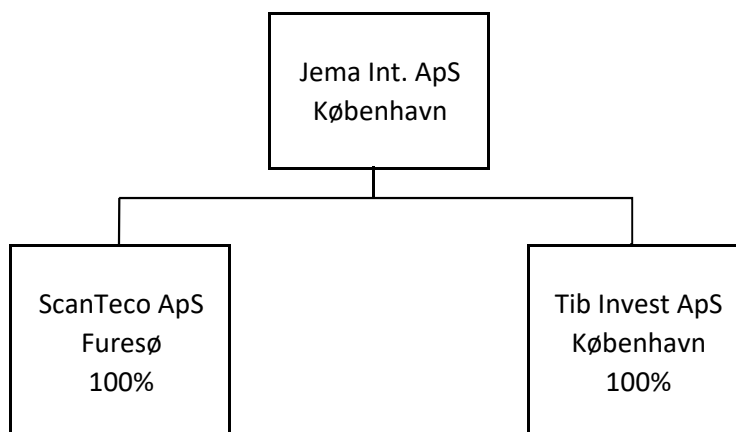 Jema Int. ApS
København
ScanTeco ApS
Furesø
100%
Tib Invest ApS
København
100%